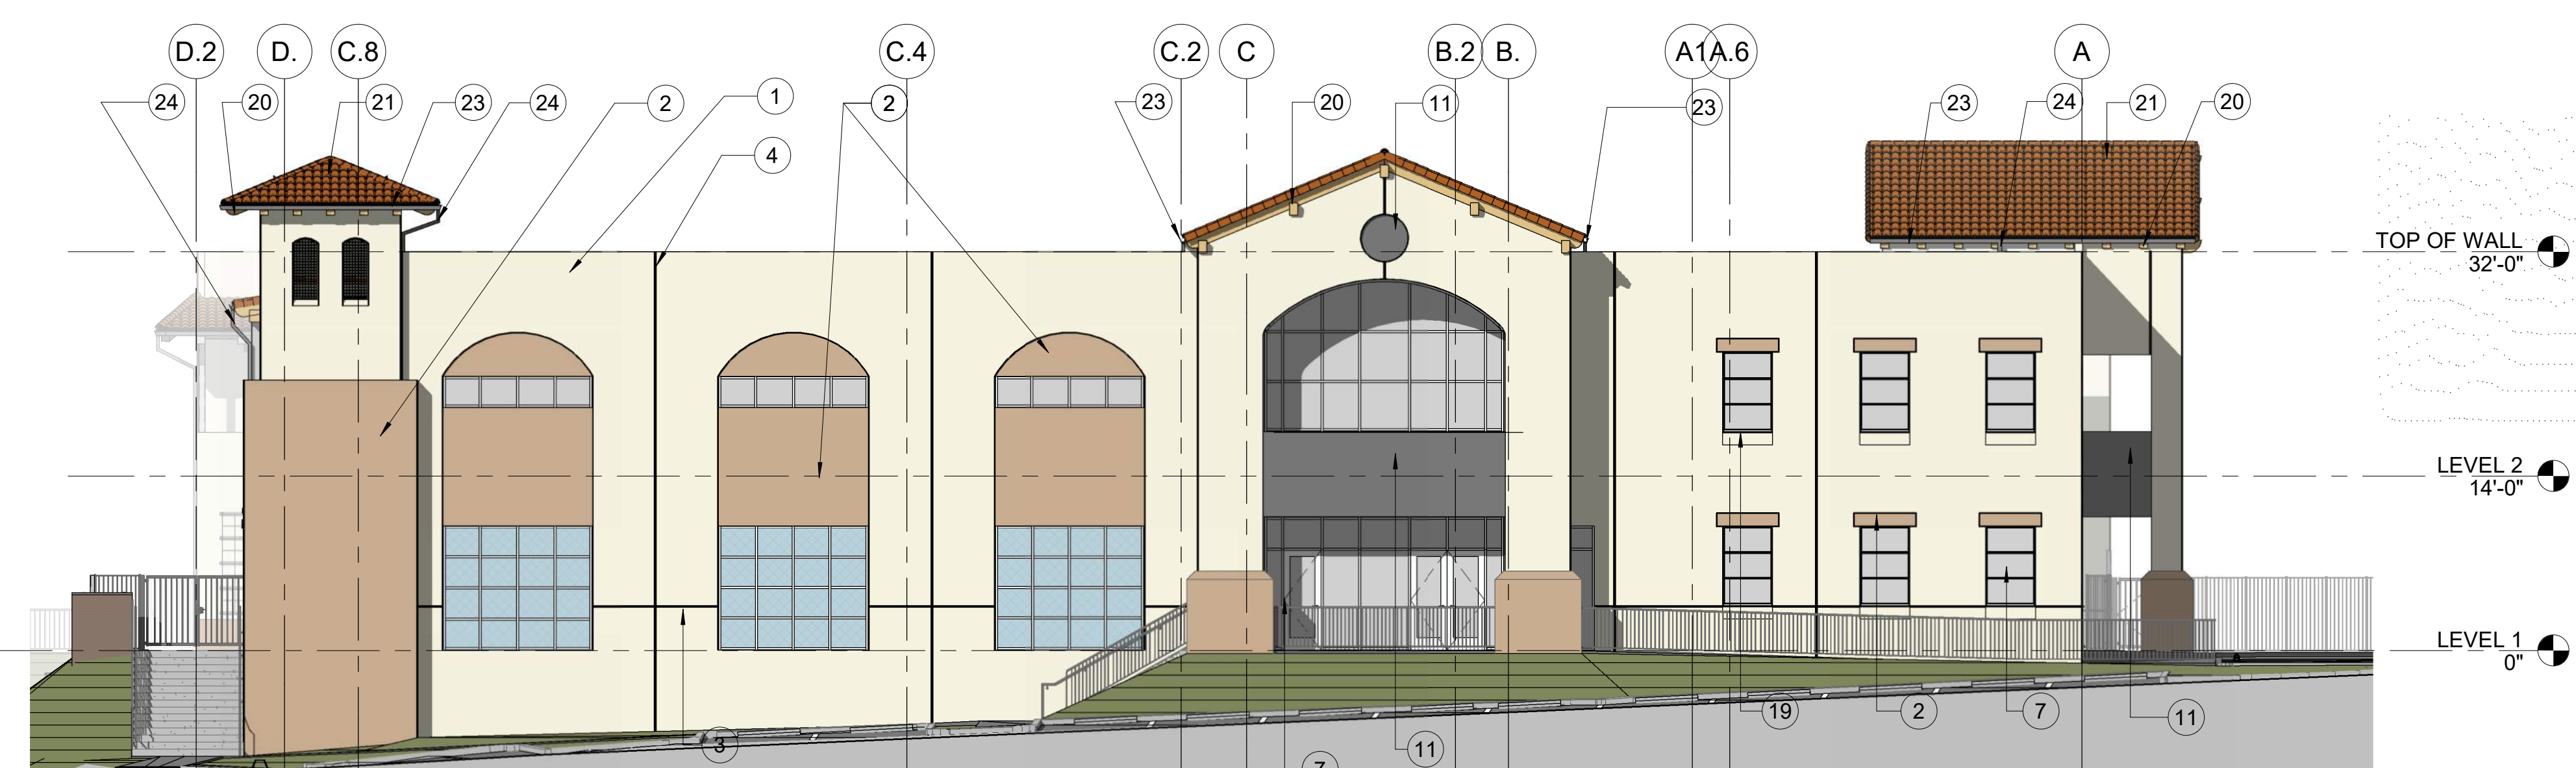 D.2 D. C.8 C.4 C.2 C B.2 B. A1 A.6 A
24 20 21 23 24 2 1 2 23 20 11 23 23 24 21 20
4
TOP OF WALL
32'-0"
LEVEL 2
14'-0"
LEVEL 1
0"
19 2 7 11
3 11
7